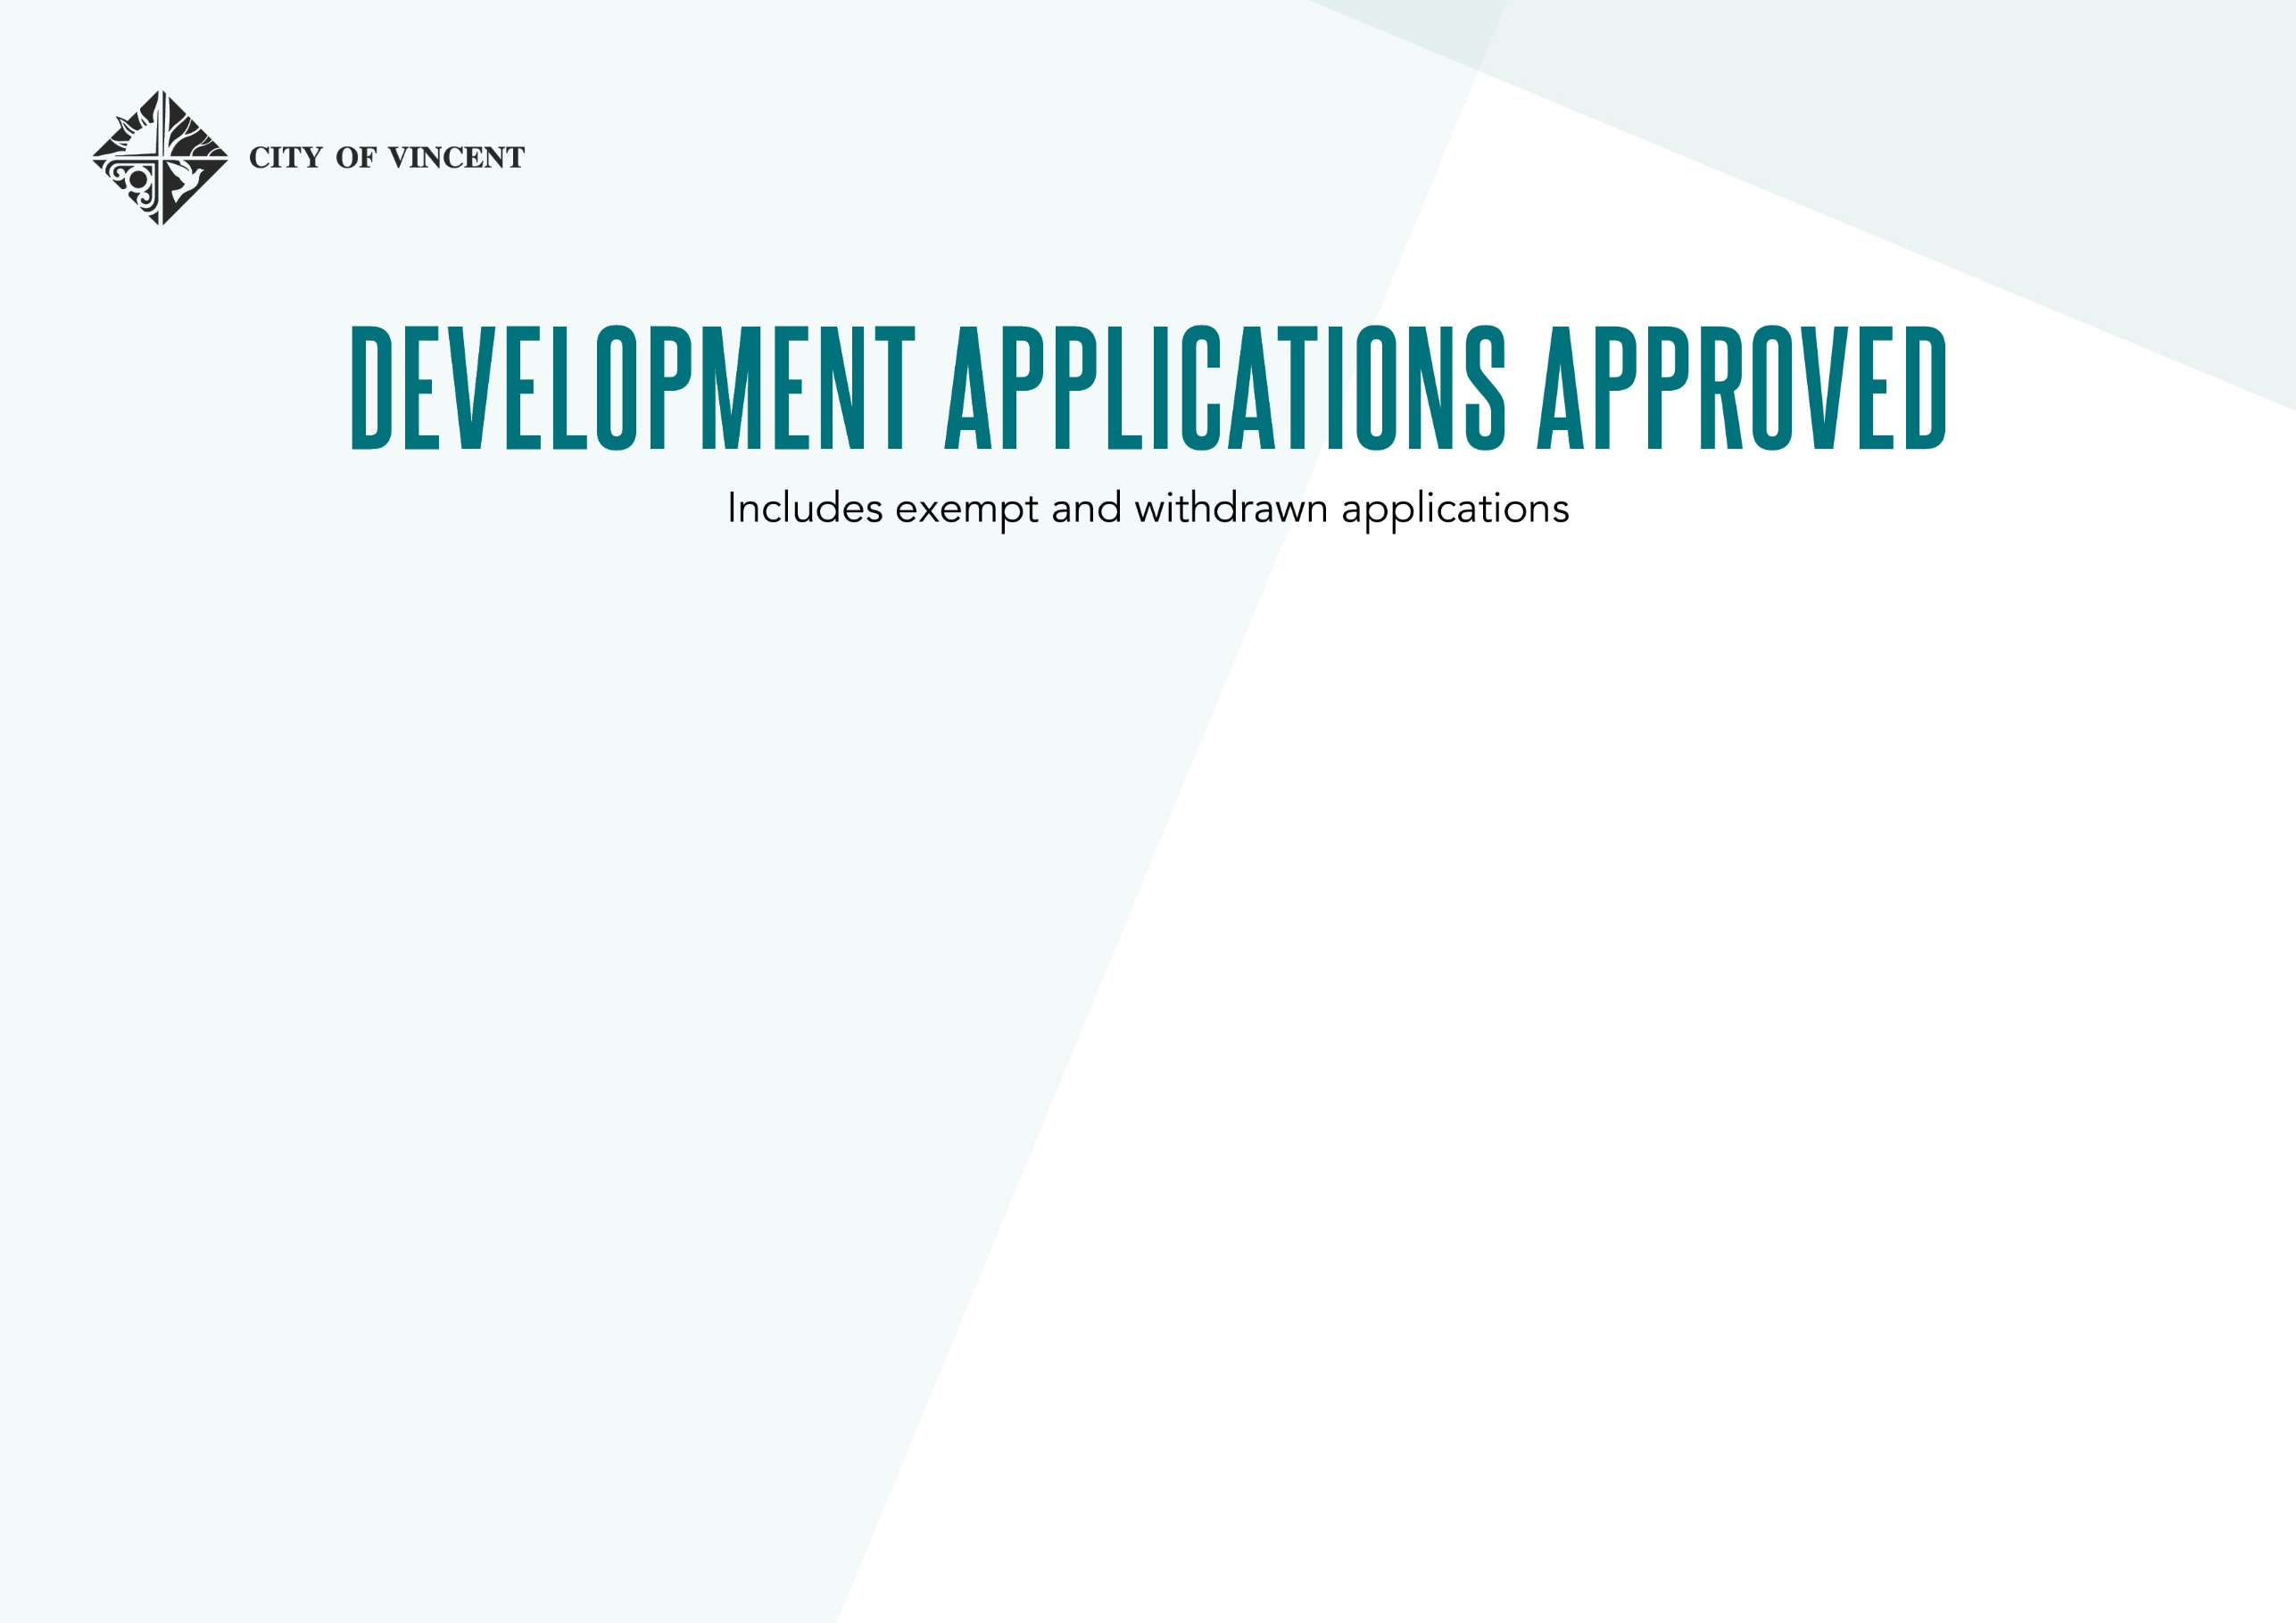 CITY OF VINCENT
DEVELOPMENT APPLICATIONS APPROVED
Includes exempt and withdrawn applications